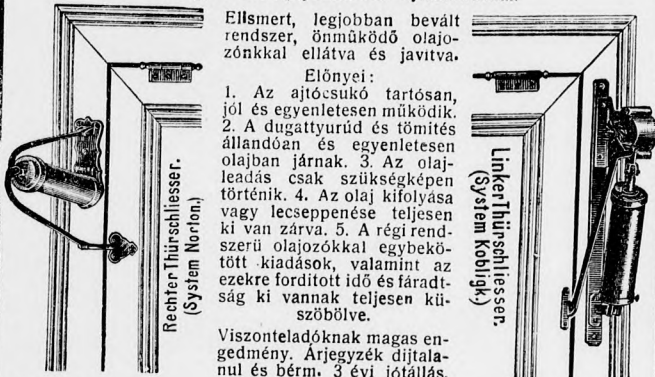 Elismert, legjobban bevált
rendszer, önműködő olajo-
zónkkal ellátva és javitva.
Előnyei:
1. Az ajtócsukó tartósan,
jól és egyenletesen működik.
2. A dugattyurúd és tömités
állandóan és egyenletesen
olajban járnak. 3. Az olaj-
leadás csak szükségképen
történik. 4. Az olaj kifolyása
vagy lecseppenése teljesen
ki van zárva. 5. A régi rend-
szerü olajozókkal egybekö-
tött kiadások, valamint az
ezekre forditott idő és fáradt-
ság ki vannak teljesen kü-
szöbölve.
Viszonteladóknak magas en-
gedmény. Árjegyzék dijtala-
nul és bérm. 3 évi jótállás.
Rechter Thürschliesser.
(System Norton.)
Linker Thürschliesser.
(System Kobligk.)